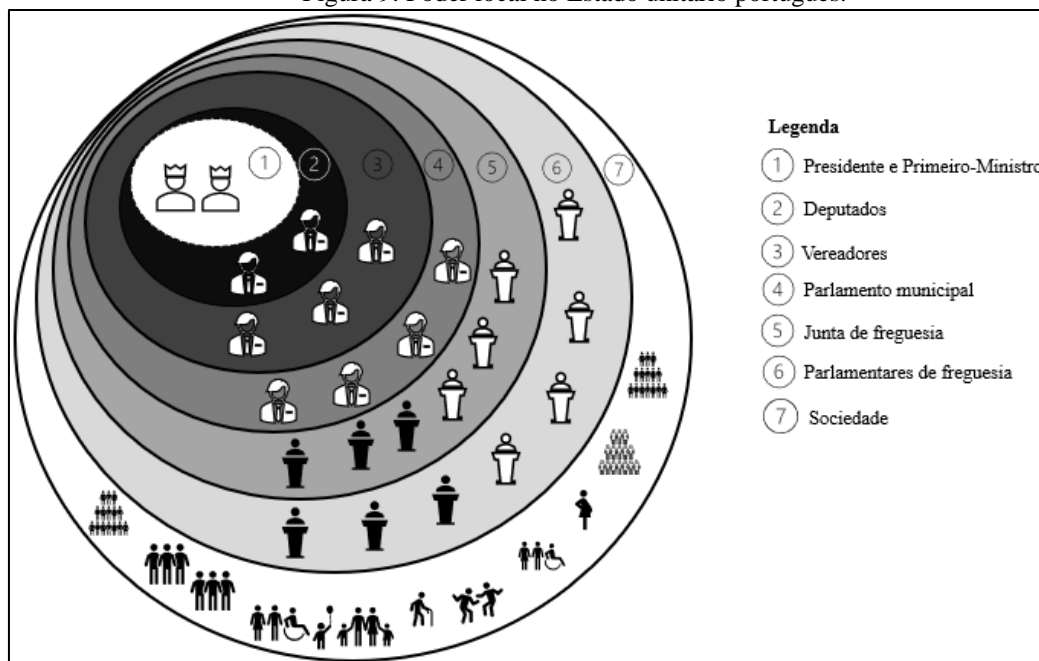 Figura 9: Poder local no Estado unitário português.
1 2 3 4 5 6 7
Legenda
1 Presidente e Primeiro-Ministro
2 Deputados
3 Vereadores
4 Parlamento municipal
5 Junta de freguesia
6 Parlamentares de freguesia
7 Sociedade